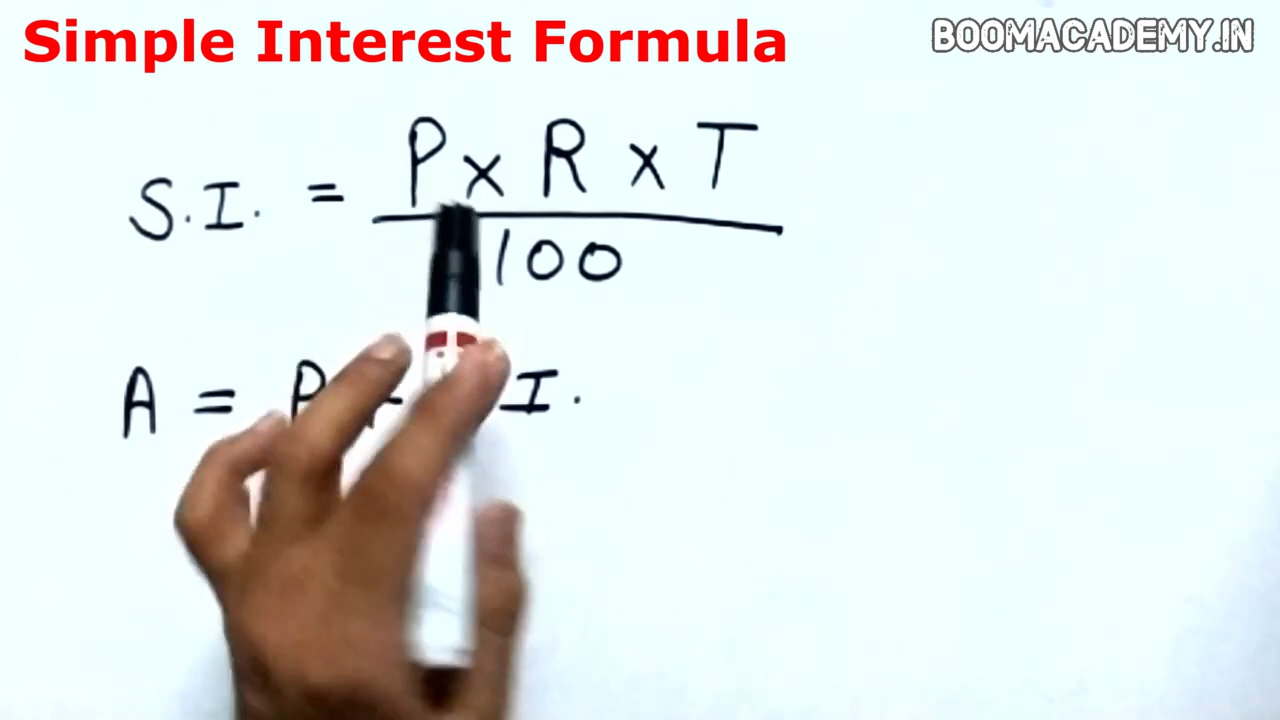 Simple Interest Formula
BOOMACADEMY.IN
S.I. = P x R x T
100
A = P I.